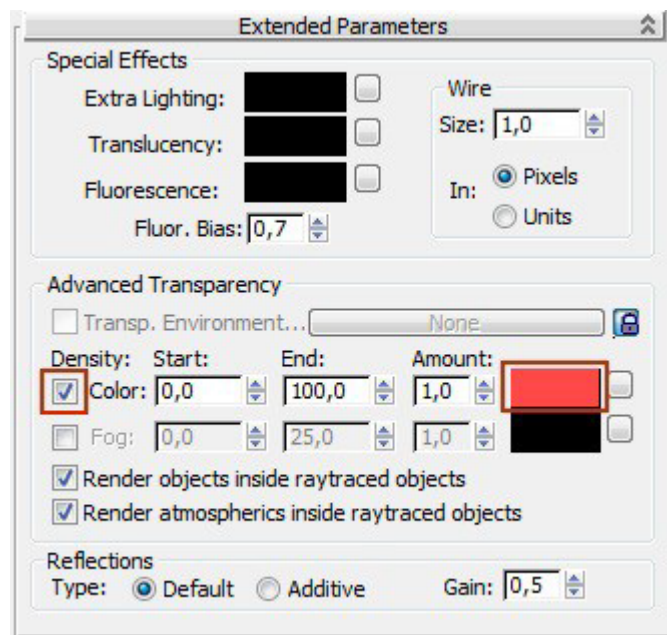 Extended Parameters
Special Effects
Extra Lighting:
Translucency:
Fluorescence:
Fluor. Bias: 0,7
Wire
Size: 1,0
In: Pixels
Units
Advanced Transparency
Transp. Environment... None
Density: Start: End: Amount:
Color: 0,0 100,0 1,0
Fog: 0,0 25,0 1,0
Render objects inside raytraced objects
Render atmospherics inside raytraced objects
Reflections
Type: Default Additive Gain: 0,5